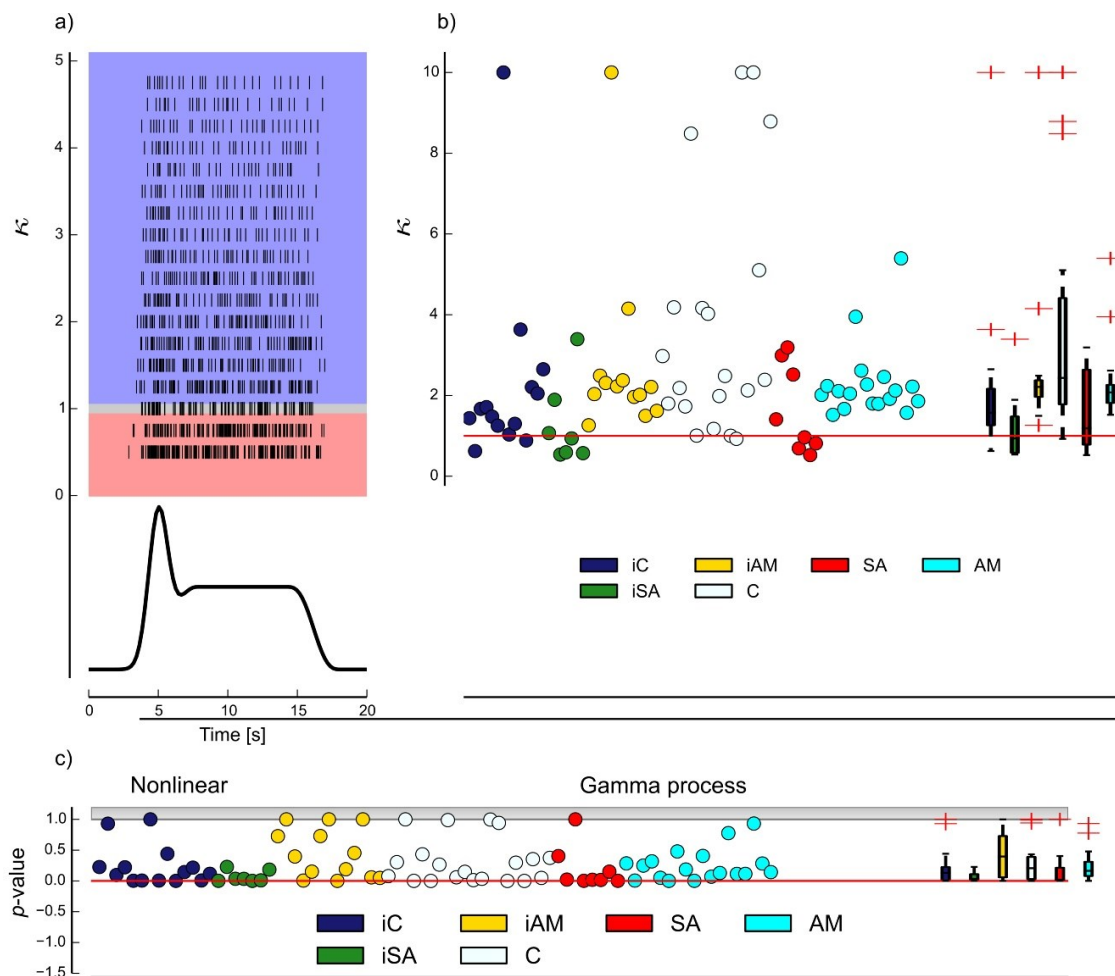 a)
b)
5
4
3
2
1
0
κ
0 5 10 15 20
Time [s]
10
8
6
4
2
0
κ
iC iAM SA AM
iSA C
c)
Nonlinear Gamma process
1.0
0.5
0.0
−0.5
−1.0
−1.5
p-value
iC iAM SA AM
iSA C